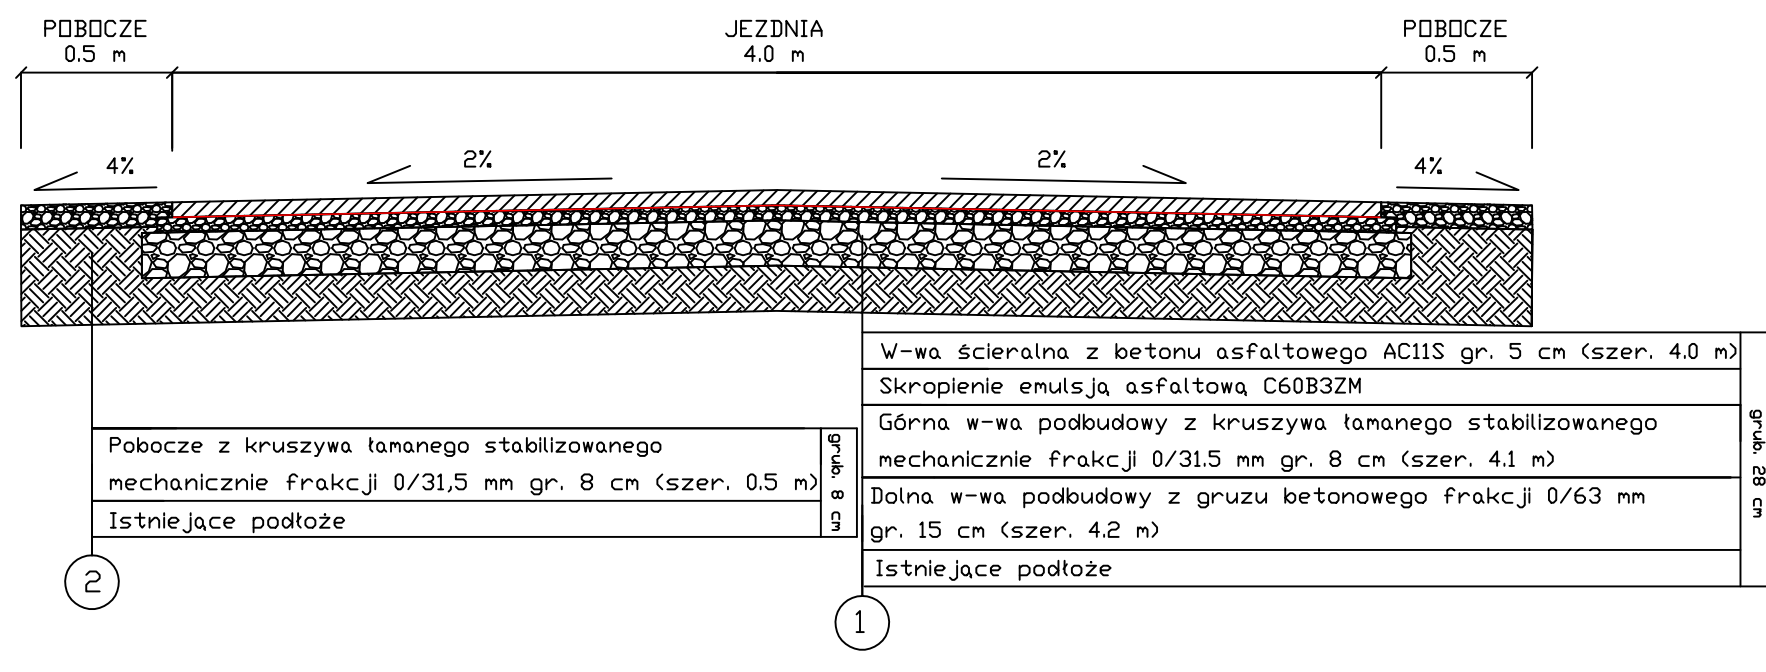 POBOCZE
0.5 m
JEZDNIA
4.0 m
POBOCZE
0.5 m
4%
2%
2%
4%
W-wa ścieralna z betonu asfaltowego AC11S gr. 5 cm (szer. 4.0 m)
Skropienie emulsją asfaltową C60B3ZM
Górna w-wa podbudowy z kruszywa łamanego stabilizowanego
mechanicznie frakcji 0/31.5 mm gr. 8 cm (szer. 4.1 m)
Dolna w-wa podbudowy z gruzu betonowego frakcji 0/63 mm
gr. 15 cm (szer. 4.2 m)
Istniejące podłoże
grub. 28 cm
Pobocze z kruszywa łamanego stabilizowanego
mechanicznie frakcji 0/31,5 mm gr. 8 cm (szer. 0.5 m)
Istniejące podłoże
grub. 8 cm
2
1